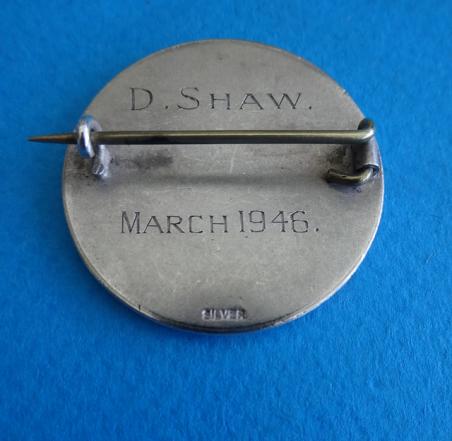 D. SHAW.
MARCH 1946.
SILVER